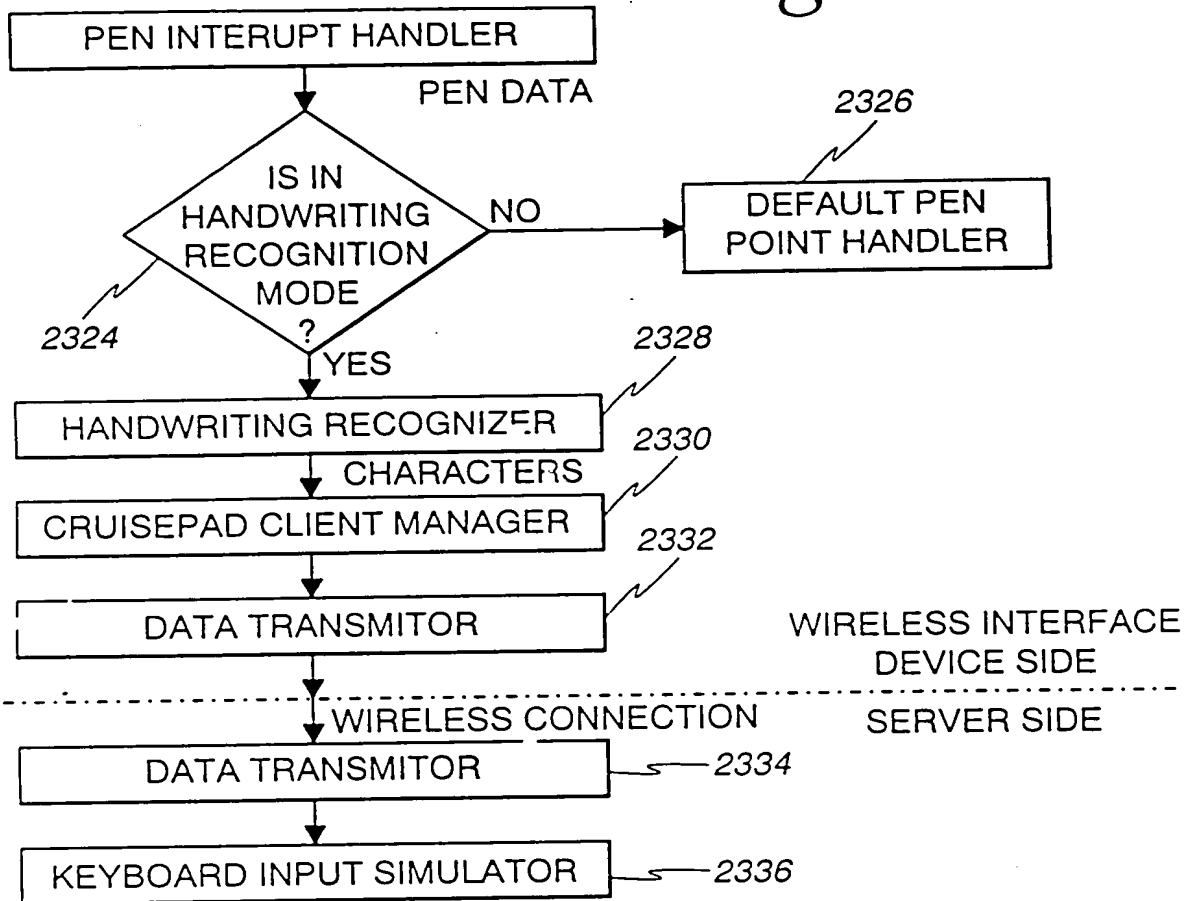 g
PEN INTERUPT HANDLER
PEN DATA
2326
IS IN
HANDWRITING
RECOGNITION
MODE
?
NO
DEFAULT PEN
POINT HANDLER
2324
YES
2328
HANDWRITING RECOGNIZER
2330
CHARACTERS
CRUISEPAD CLIENT MANAGER
2332
DATA TRANSMITOR
WIRELESS INTERFACE
DEVICE SIDE
WIRELESS CONNECTION
SERVER SIDE
DATA TRANSMITOR
2334
KEYBOARD INPUT SIMULATOR
2336